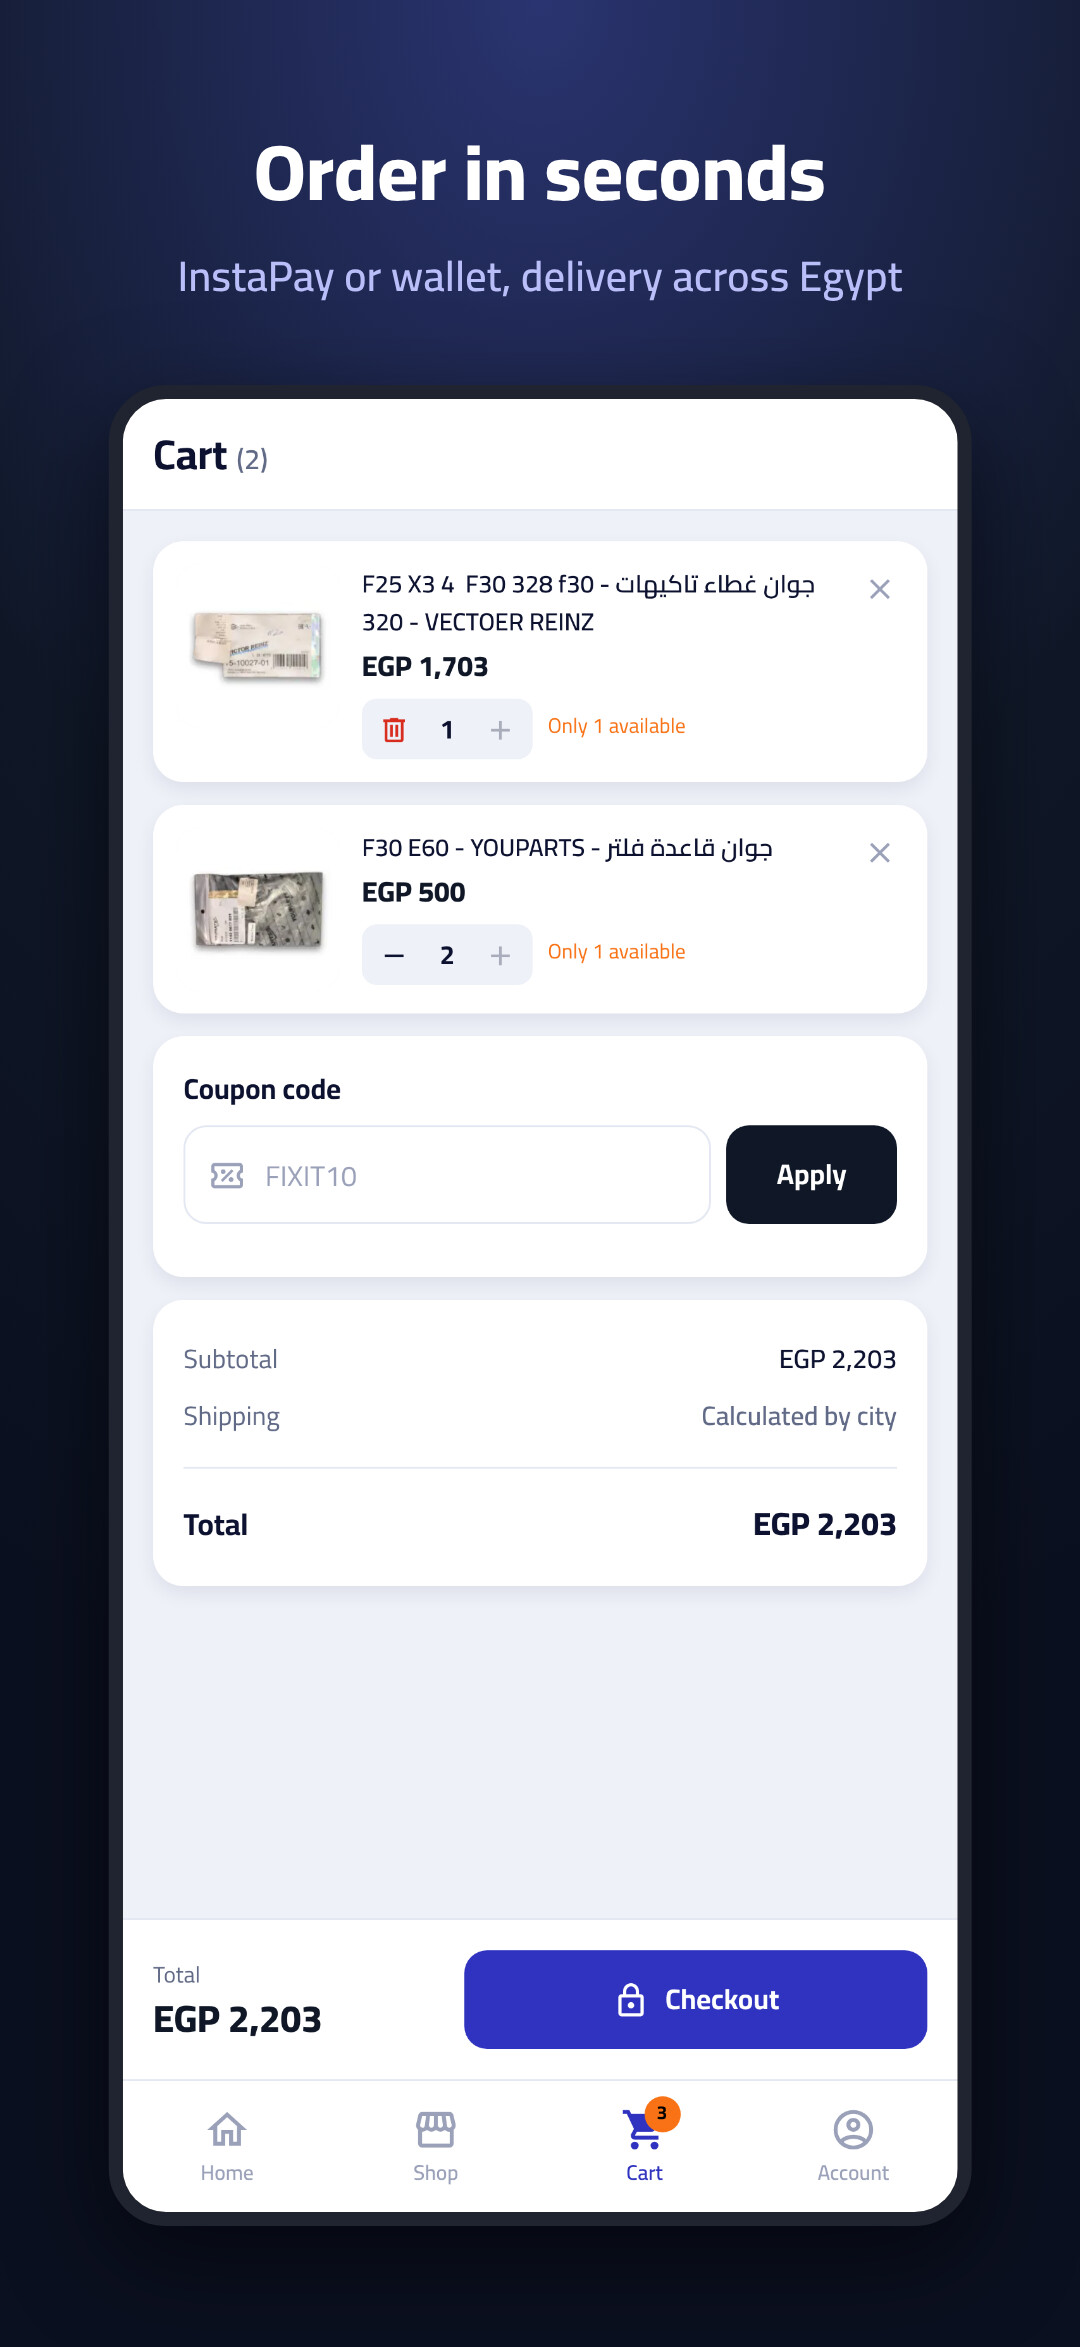 Order in seconds
InstaPay or wallet, delivery across Egypt
Cart (2)
جوان غطاء تاكيهات - F25 X3 4 F30 328 f30
320 - VECTOER REINZ
EGP 1,703
1
Only 1 available
5-10027-01
جوان قاعدة فلتر - F30 E60 - YOUPARTS
EGP 500
2
Only 1 available
Coupon code
FIXIT10
Apply
Subtotal
EGP 2,203
Shipping
Calculated by city
Total
EGP 2,203
Total
EGP 2,203
Checkout
3
Home
Shop
Cart
Account